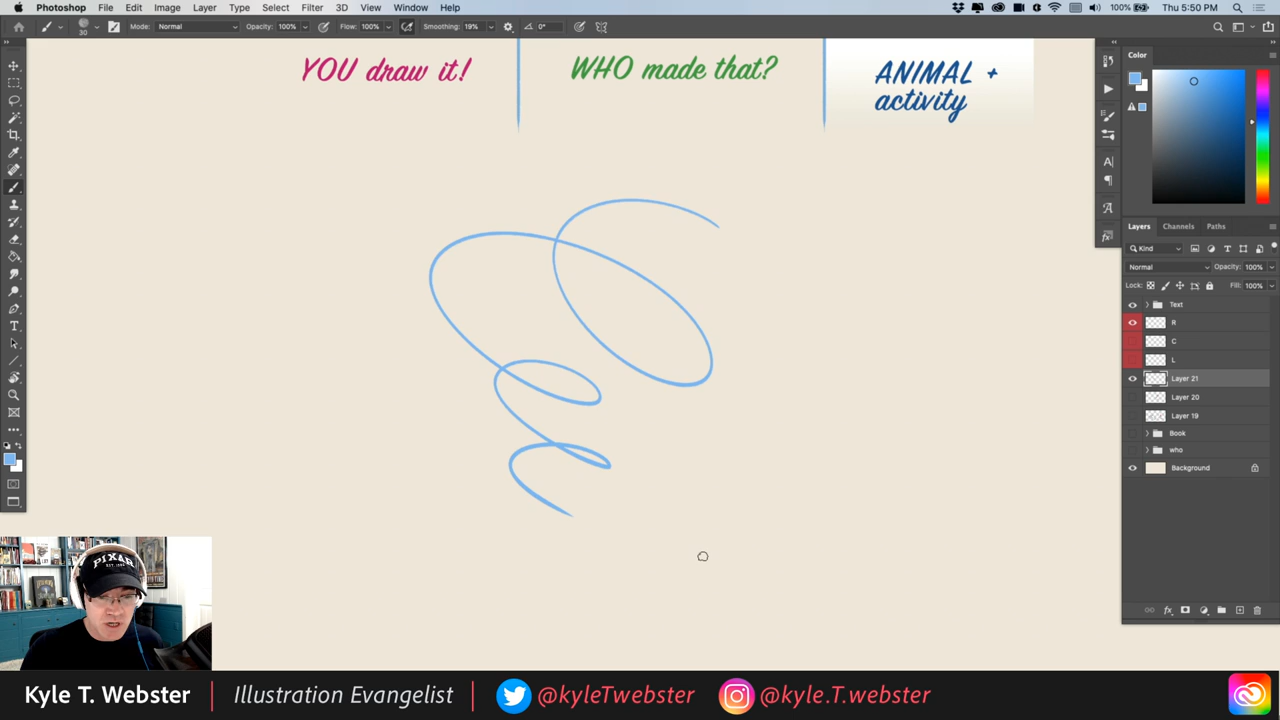 Photoshop File Edit Image Layer Type Select Filter 3D View Window Help 100% Thu 5:50 PM
30 Mode: Normal Opacity: 100% Flow: 100% Smoothing: 19% 0°
YOU draw it!
WHO made that?
ANIMAL +
activity
Color
Layers Channels Paths
Kind
Normal Opacity: 100%
Lock: Fill: 100%
Text
R
C
L
Layer 21
Layer 20
Layer 19
Book
who
Background
PIXAR
Kyle T. Webster Illustration Evangelist @kyleTwebster @kyle.T.webster